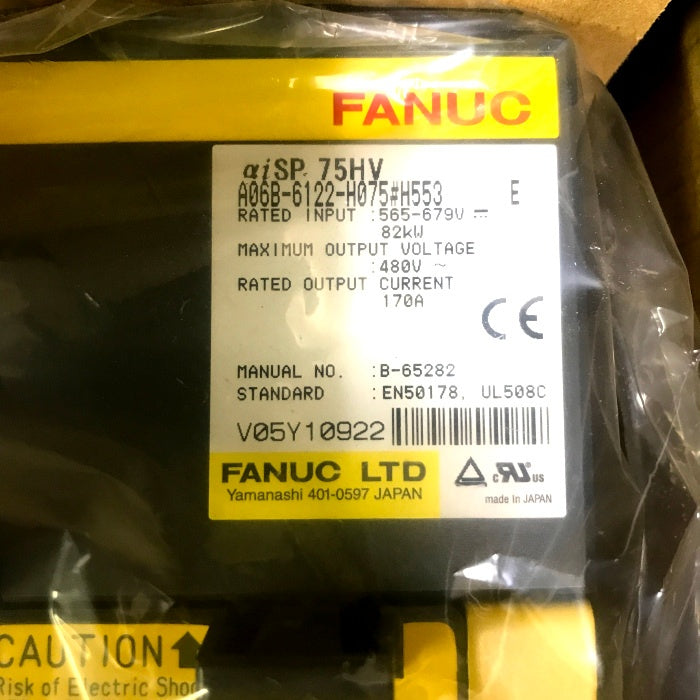 FANUC
αiSP 75HV
A06B-6122-H075#H553 E
RATED INPUT :565-679V ⎓
82kW
MAXIMUM OUTPUT VOLTAGE
:480V ~
RATED OUTPUT CURRENT
170A
CE
MANUAL NO. :B-65282
STANDARD :EN50178, UL508C
V05Y10922
FANUC LTD
Yamanashi 401-0597 JAPAN
c RU US
made in JAPAN
CAUTION
Risk of Electric Shoc